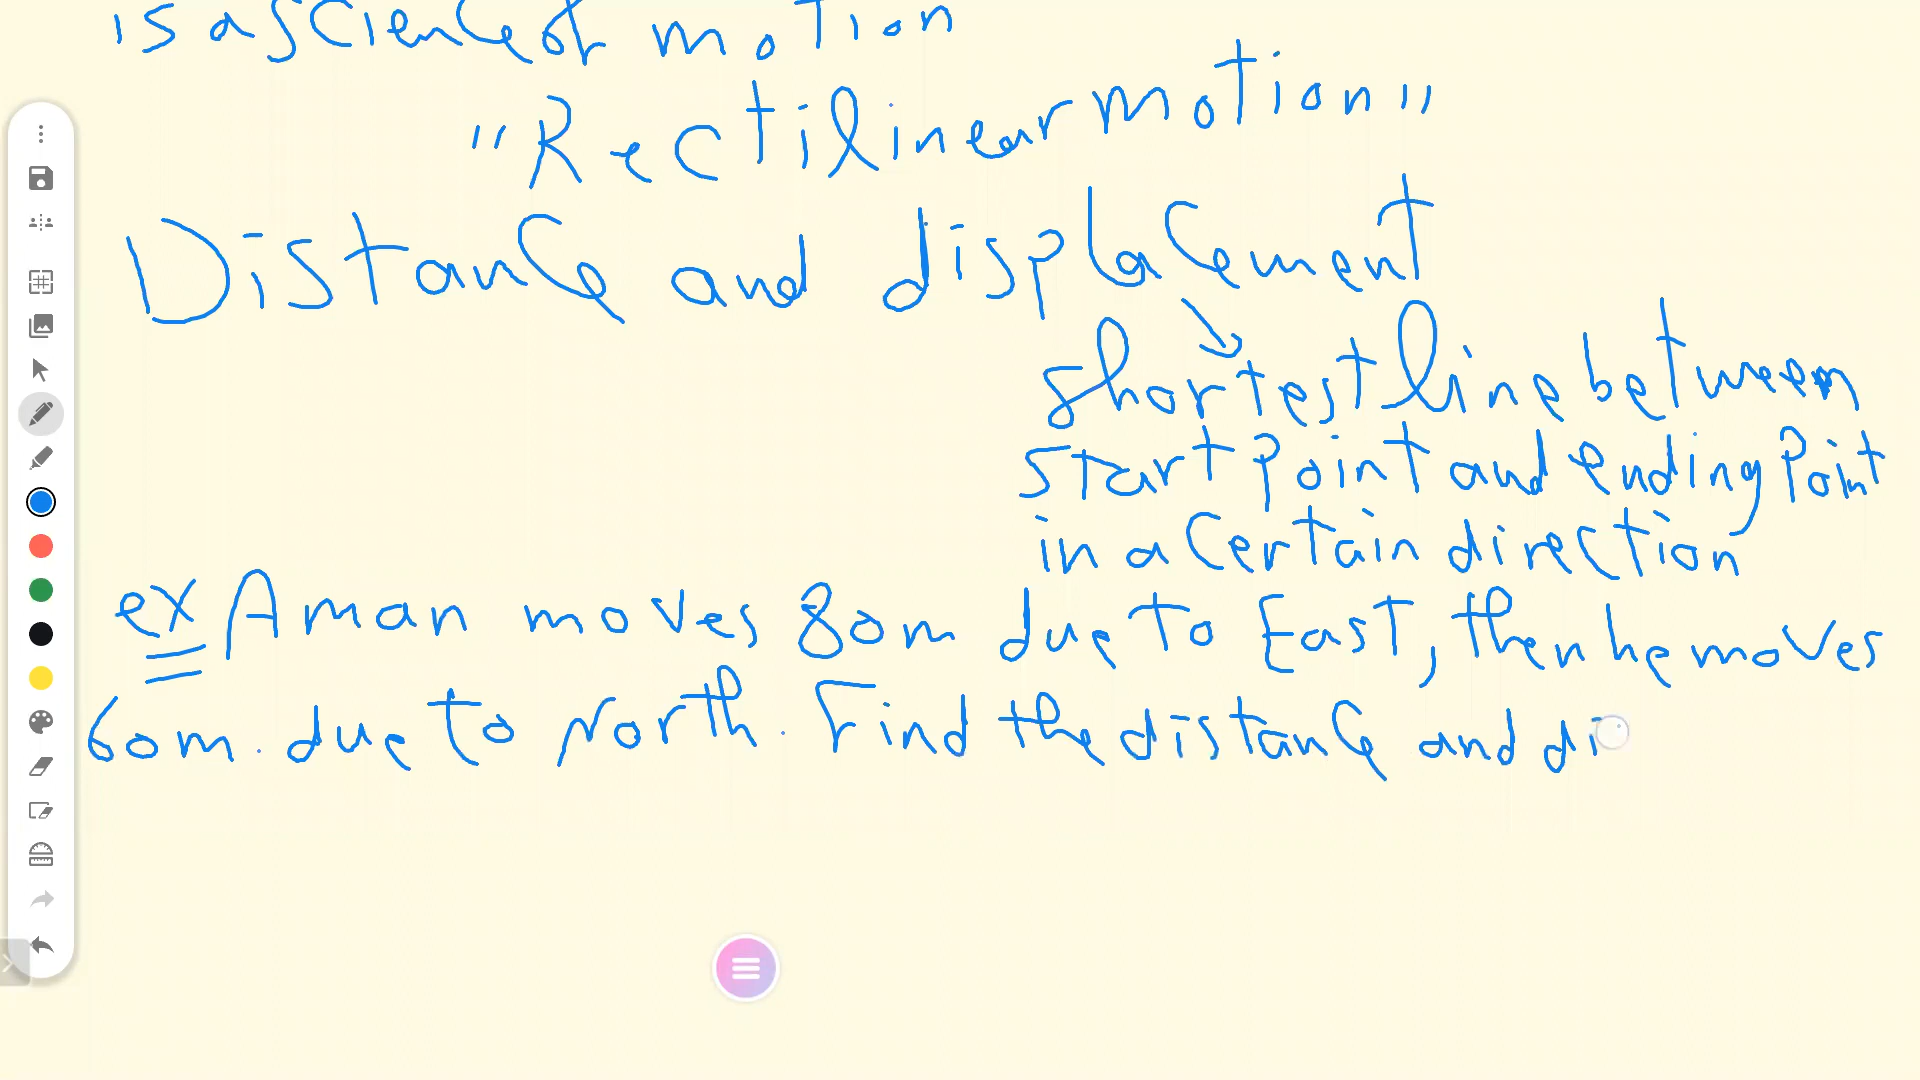 is a science of motion
"Rectilinear motion"
Distance and displacement
shortest line between
start point and ending point
in a certain direction
ex A man moves 80m due to East, then he moves
60m. due to North. Find the distance and di